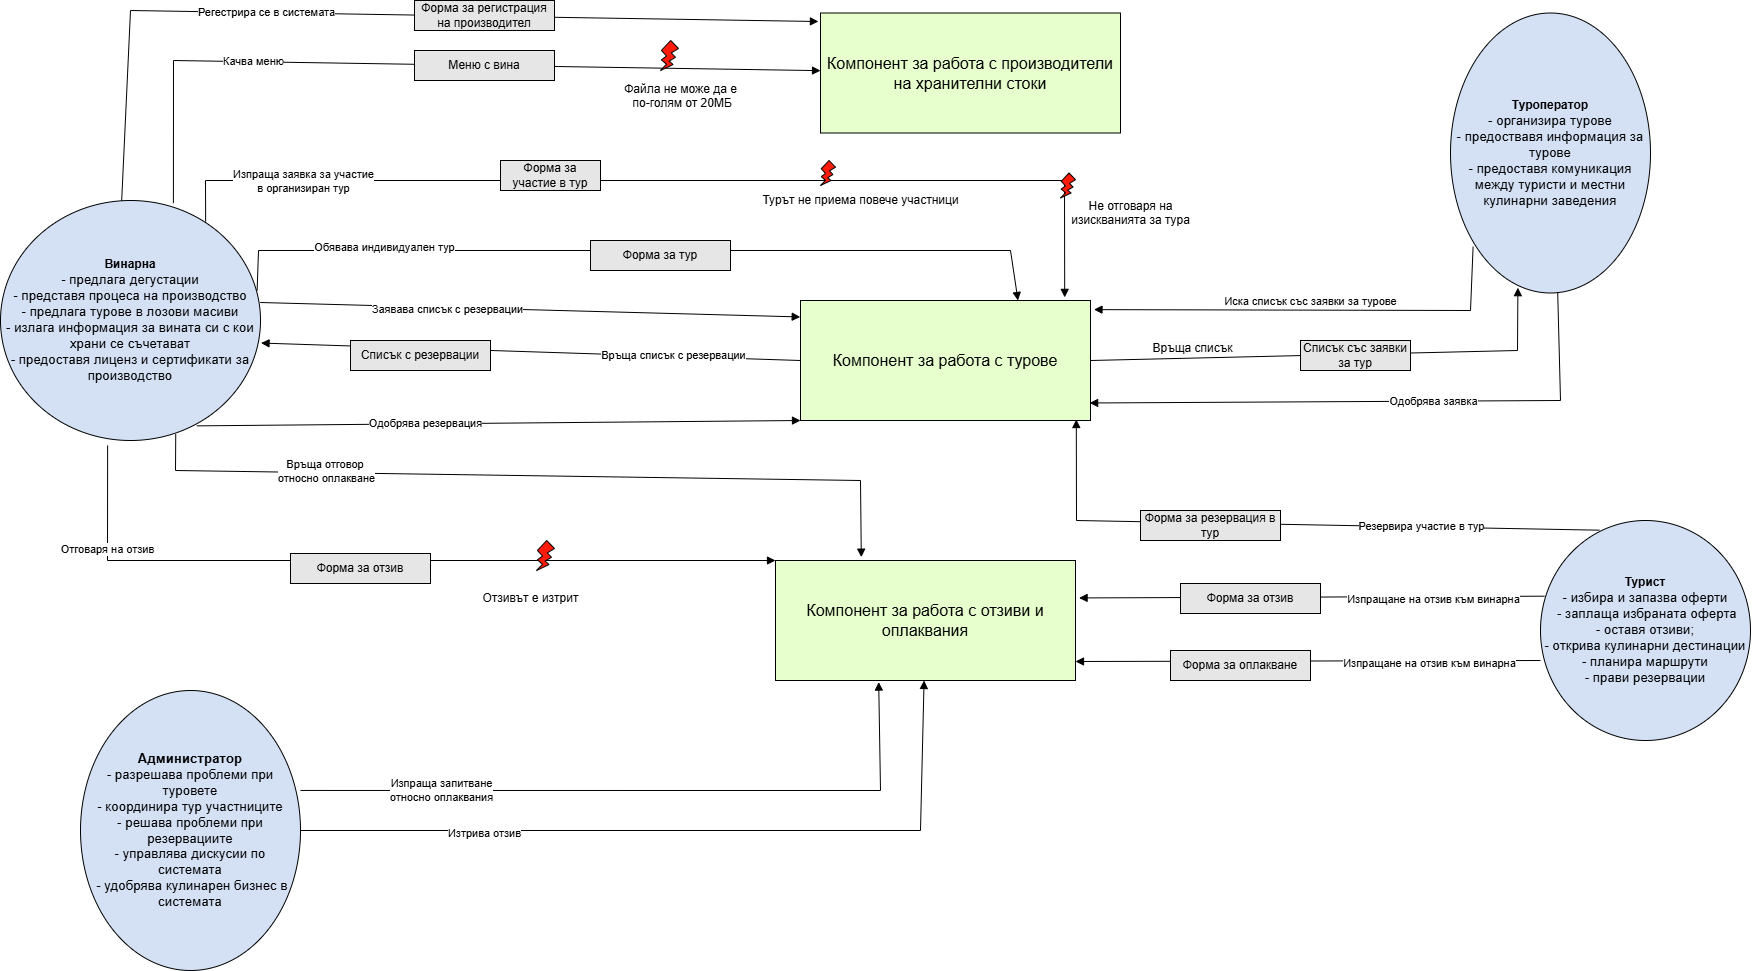 Регестрира се в системата
Форма за регистрация
на производител
Качва меню
Меню с вина
Файла не може да е
по-голям от 20МБ
Компонент за работа с производители
на хранителни стоки
Туроператор
- организира турове
- предоствавя информация за
турове
- предоставя комуникация
между туристи и местни
кулинарни заведения
Изпраща заявка за участие
в организиран тур
Форма за
участие в тур
Турът не приема повече участници
Не отговаря на
изискванията за тура
Обявава индивидуален тур
Форма за тур
Винарна
- предлага дегустации
- представя процеса на производство
- предлага турове в лозови масиви
- излага информация за вината си с кои
храни се съчетават
- предоставя лиценз и сертификати за
производство
Заявава списък с резервации
Списък с резервации
Връща списък с резервации
Одобрява резервация
Компонент за работа с турове
Иска списък със заявки за турове
Връща списък
Списък със заявки
за тур
Одобрява заявка
Връща отговор
относно оплакване
Отговаря на отзив
Форма за отзив
Отзивът е изтрит
Форма за резервация в
тур
Резервира участие в тур
Компонент за работа с отзиви и
оплаквания
Форма за отзив
Изпращане на отзив към винарна
Форма за оплакване
Изпращане на отзив към винарна
Турист
- избира и запазва оферти
- заплаща избраната оферта
- оставя отзиви;
- открива кулинарни дестинации
- планира маршрути
- прави резервации
Администратор
- разрешава проблеми при
туровете
- координира тур участниците
- решава проблеми при
резервациите
- управлява дискусии по
системата
- удобрява кулинарен бизнес в
системата
Изпраща запитване
относно оплаквания
Изтрива отзив